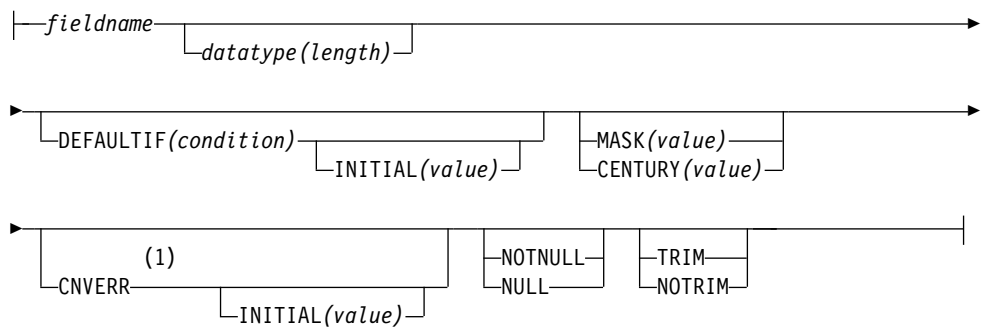 fieldname
datatype(length)
DEFAULTIF(condition)
INITIAL(value)
MASK(value)
CENTURY(value)
(1)
CNVERR
INITIAL(value)
NOTNULL
NULL
TRIM
NOTRIM